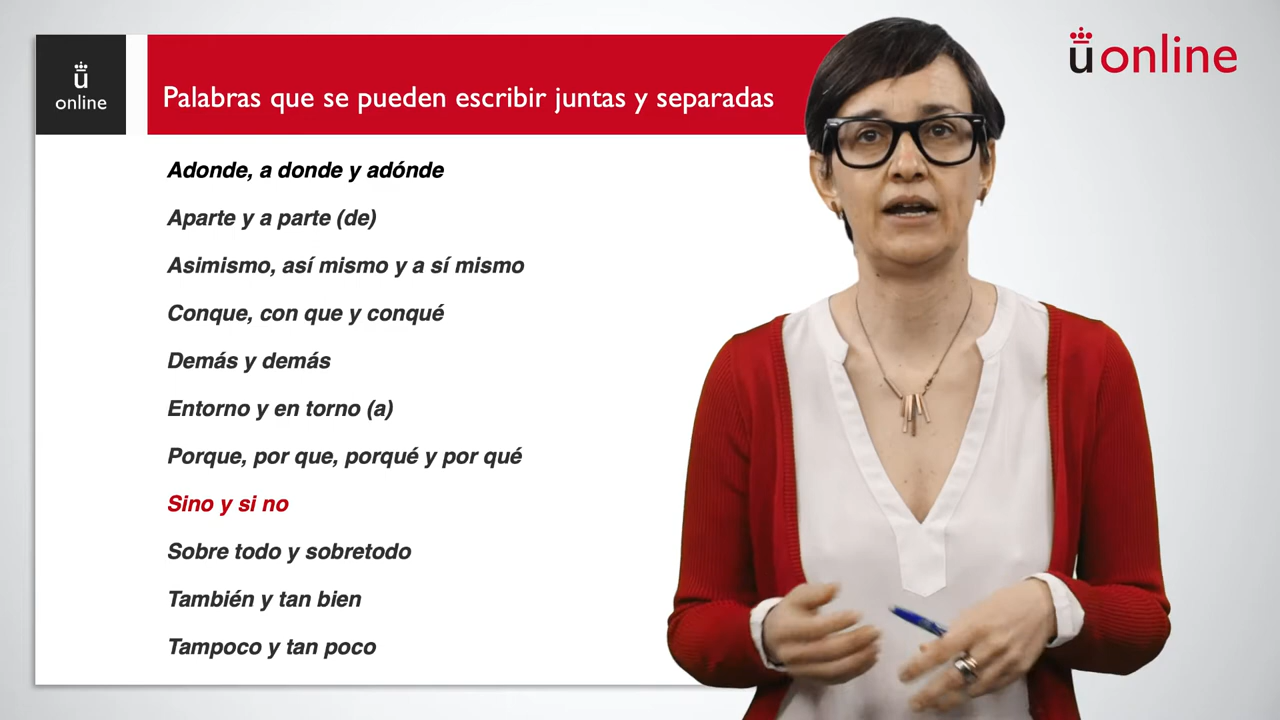 ü online
ü
online
Palabras que se pueden escribir juntas y separadas
Adonde, a donde y adónde
Aparte y a parte (de)
Asimismo, así mismo y a sí mismo
Conque, con que y conqué
Demás y demás
Entorno y en torno (a)
Porque, por que, porqué y por qué
Sino y si no
Sobre todo y sobretodo
También y tan bien
Tampoco y tan poco